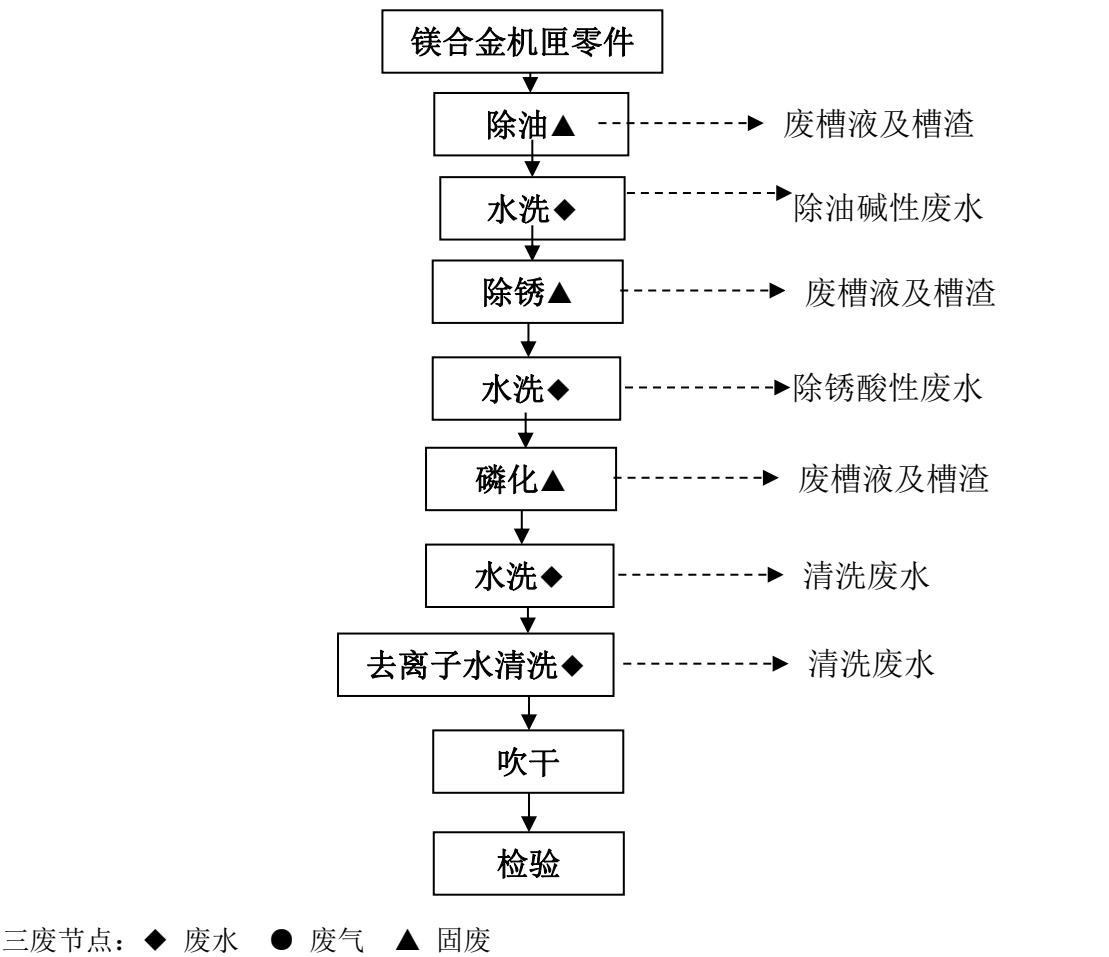 镁合金机匣零件
除油▲ 废槽液及槽渣
水洗◆ 除油碱性废水
除锈▲ 废槽液及槽渣
水洗◆ 除锈酸性废水
磷化▲ 废槽液及槽渣
水洗◆ 清洗废水
去离子水清洗◆ 清洗废水
吹干
检验
三废节点：◆ 废水 ● 废气 ▲ 固废